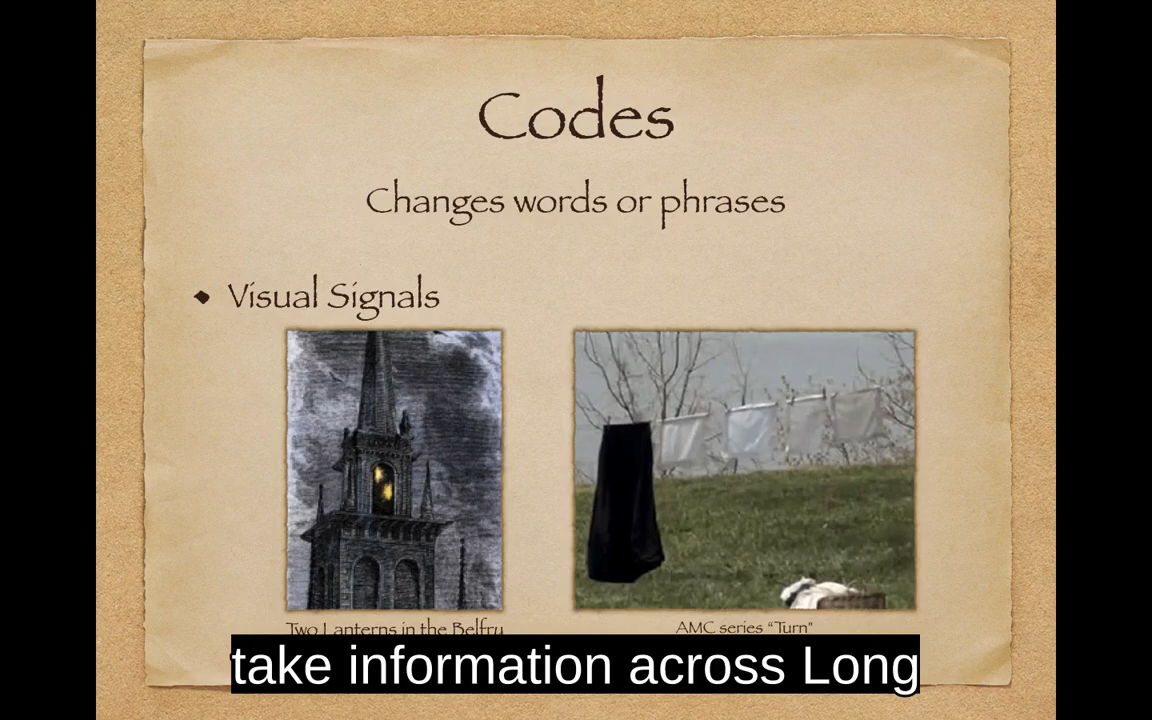 Codes
Changes words or phrases
Visual Signals
Two Lanterns in the Belfry
AMC series “Turn”
take information across Long